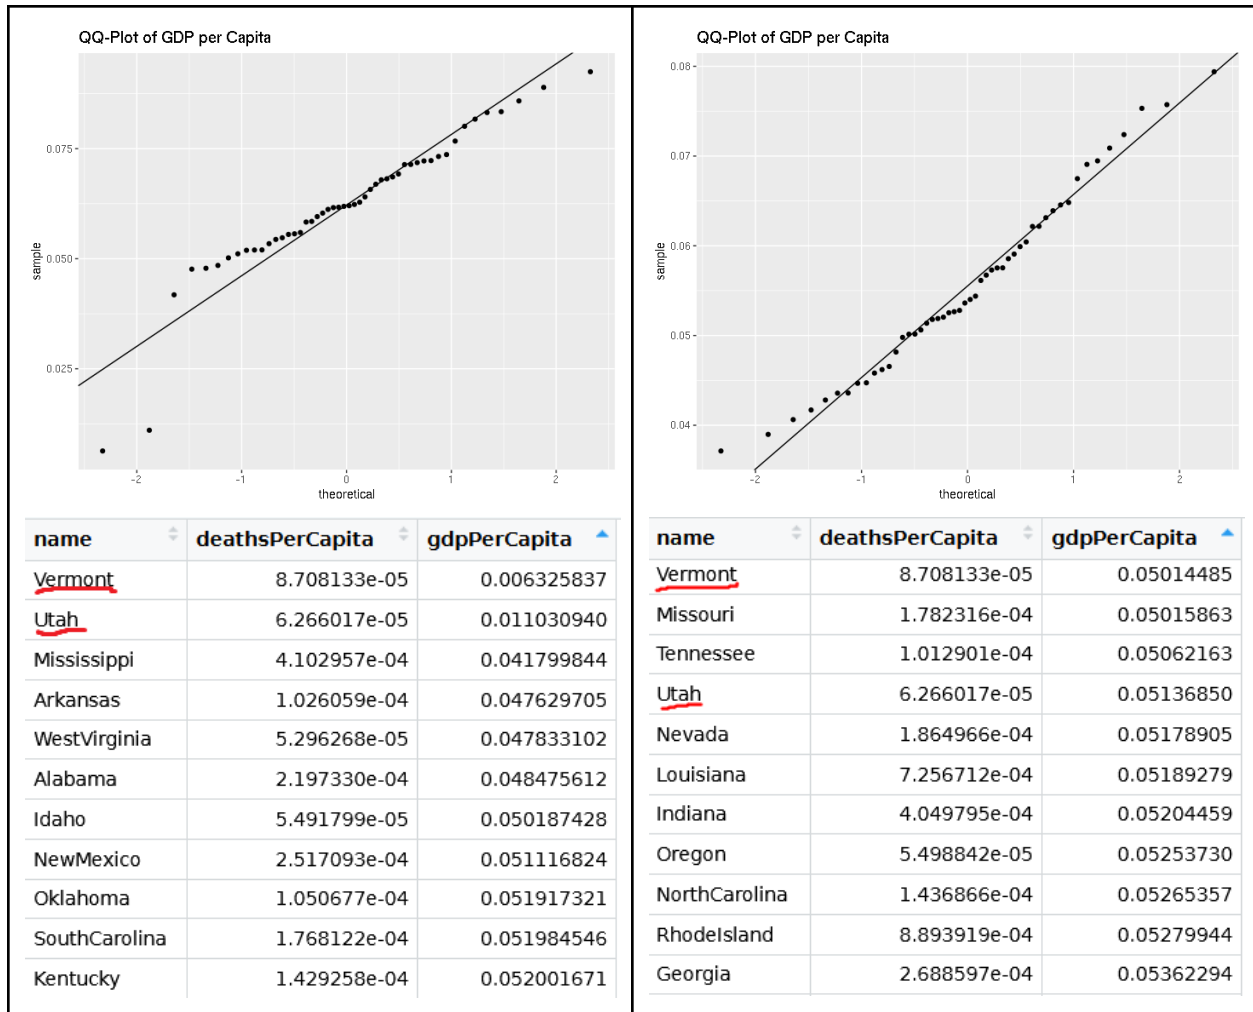 QQ-Plot of GDP per Capita
0.075
0.050
0.025
sample
-2 -1 0 1 2
theoretical
name deathsPerCapita gdpPerCapita
Vermont 8.708133e-05 0.006325837
Utah 6.266017e-05 0.011030940
Mississippi 4.102957e-04 0.041799844
Arkansas 1.026059e-04 0.047629705
WestVirginia 5.296268e-05 0.047833102
Alabama 2.197330e-04 0.048475612
Idaho 5.491799e-05 0.050187428
NewMexico 2.517093e-04 0.051116824
Oklahoma 1.050677e-04 0.051917321
SouthCarolina 1.768122e-04 0.051984546
Kentucky 1.429258e-04 0.052001671
QQ-Plot of GDP per Capita
0.08
0.07
0.06
0.05
0.04
sample
-2 -1 0 1 2
theoretical
name deathsPerCapita gdpPerCapita
Vermont 8.708133e-05 0.05014485
Missouri 1.782316e-04 0.05015863
Tennessee 1.012901e-04 0.05062163
Utah 6.266017e-05 0.05136850
Nevada 1.864966e-04 0.05178905
Louisiana 7.256712e-04 0.05189279
Indiana 4.049795e-04 0.05204459
Oregon 5.498842e-05 0.05253730
NorthCarolina 1.436866e-04 0.05265357
RhodeIsland 8.893919e-04 0.05279944
Georgia 2.688597e-04 0.05362294